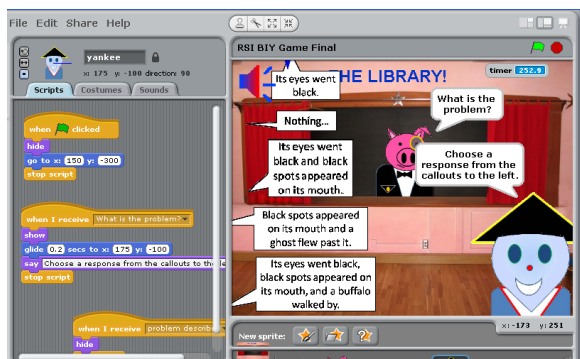 File Edit Share Help
yankee
x: 175 y: -100 direction: 90
Scripts
Costumes
Sounds
when clicked
hide
go to x: 150 y: -300
stop script
when I receive What is the problem?
show
glide 0.2 secs to x: 175 y: -100
say Choose a response from the callouts to the le
stop script
when I receive problem describe
hide
RSI BIY Game Final
timer 252.9
THE LIBRARY!
Its eyes went
black.
Nothing...
Its eyes went
black and black
spots appeared
on its mouth..
Black spots appeared
on its mouth and a
ghost flew past it.
Its eyes went black,
black spots appeared on
its mouth, and a buffalo
walked by.
What is the
problem?
Choose a
response from the
callouts to the left.
New sprite:
x: -173 y: 251